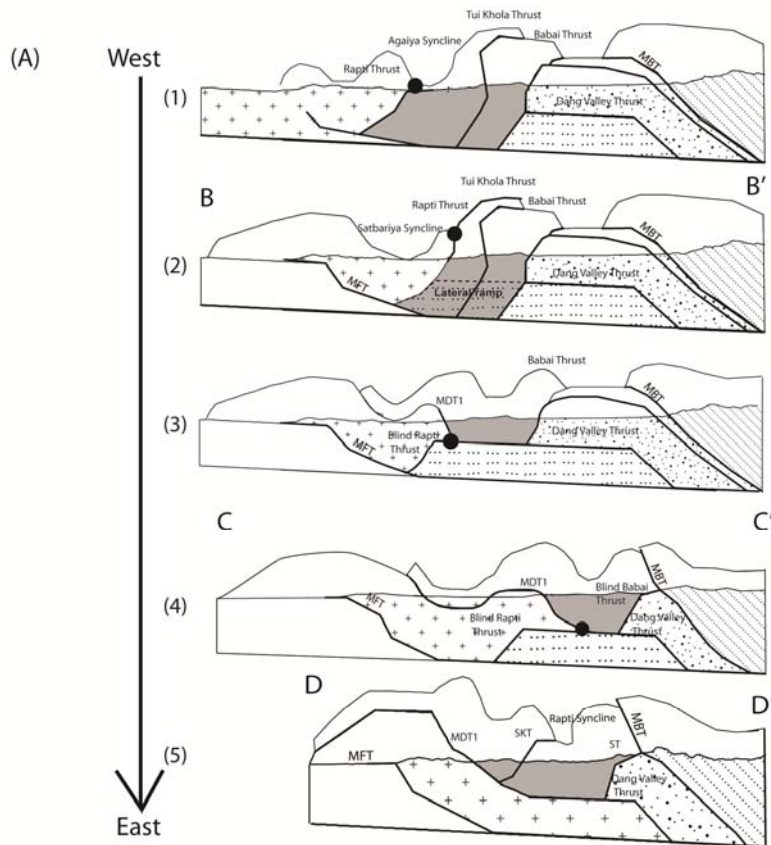 (A)
West
East
(1)
Tui Khola Thrust
Agaiya Syncline
Babai Thrust
Rapti Thrust
MBT
Dang Valley Thrust
B
B'
(2)
Tui Khola Thrust
Rapti Thrust
Babai Thrust
Satbariya Syncline
MBT
MFT
Dang Valley Thrust
Lateral ramp
(3)
Babai Thrust
MBT
MDT1
Blind Rapti
Thrust
MFT
Dang Valley Thrust
C
C'
(4)
MBT
MDT1
Blind Babai
Thrust
MFT
Blind Rapti
Thrust
Dang Valley
Thrust
D
D'
(5)
MDT1
SKT
Rapti Syncline
MBT
ST
MFT
Dang Valley
Thrust